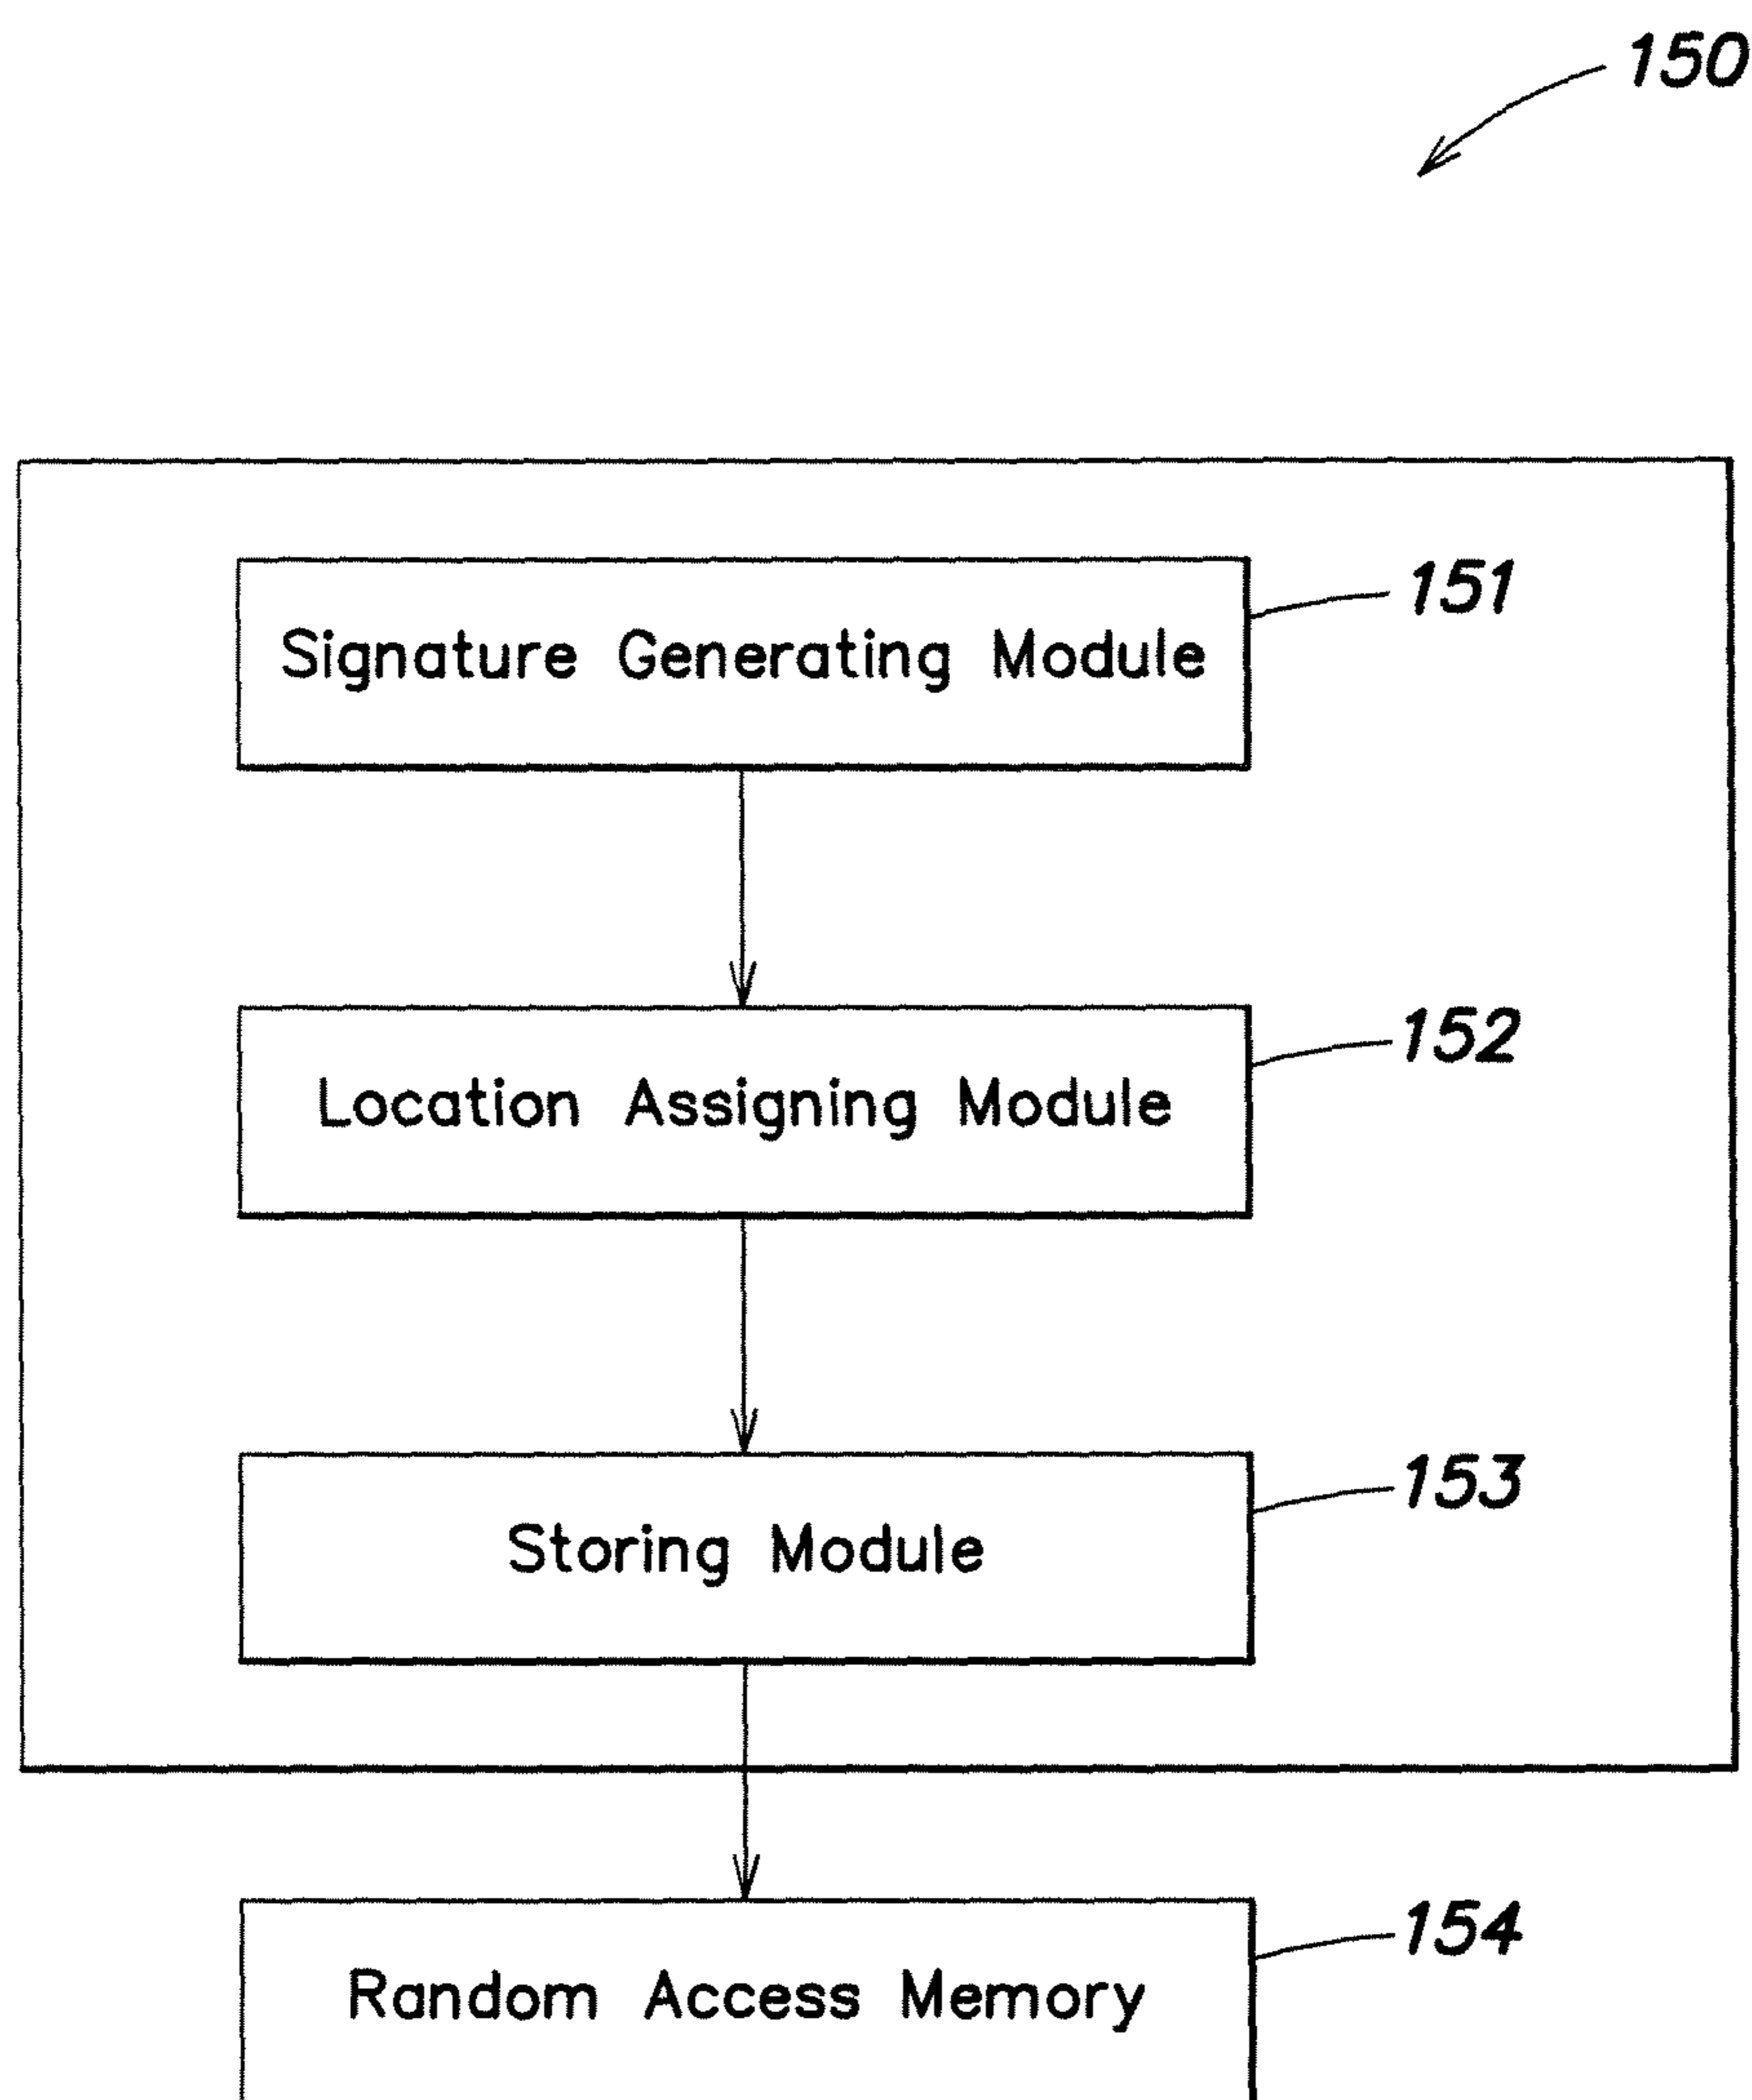 150
Signature Generating Module
151
Location Assigning Module
152
Storing Module
153
Random Access Memory
154